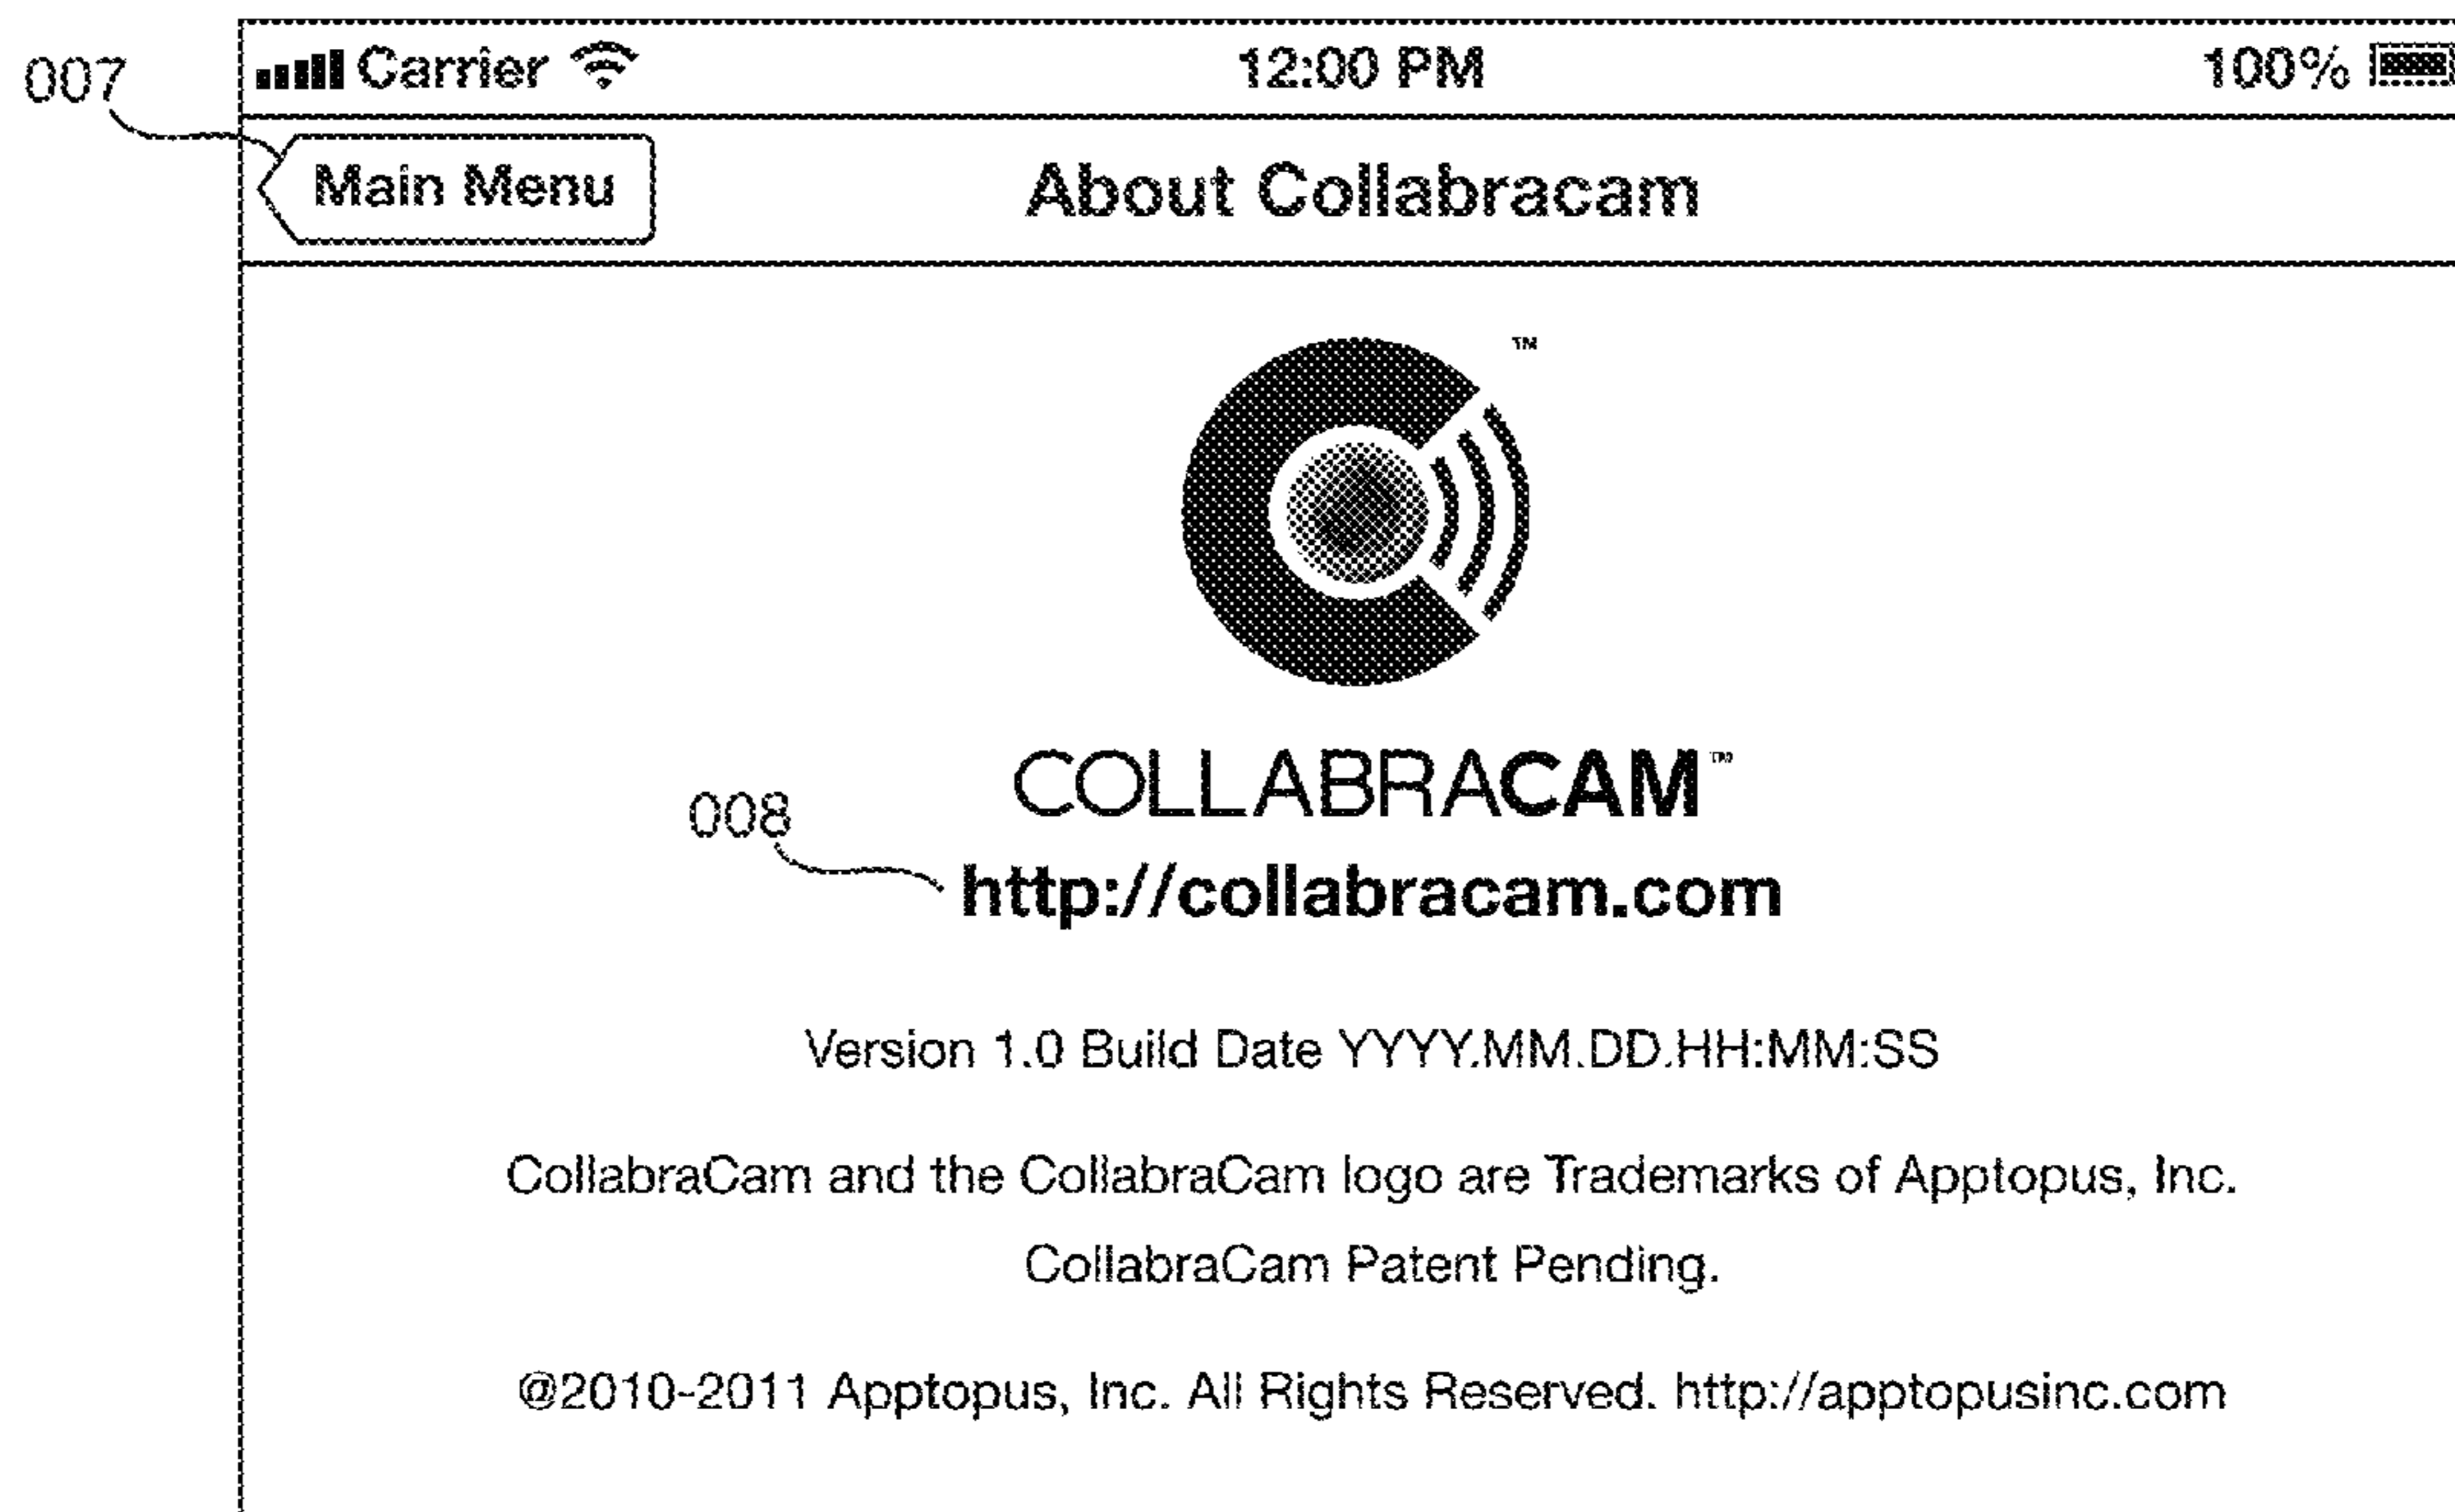 007
Carrier 12:00 PM 100%
Main Menu About Collabracam
TM
COLLABRACAM™
008
http://collabracam.com
Version 1.0 Build Date YYYY.MM.DD.HH:MM:SS
CollabraCam and the CollabraCam logo are Trademarks of Apptopus, Inc.
CollabraCam Patent Pending.
@2010-2011 Apptopus, Inc. All Rights Reserved. http://apptopusinc.com